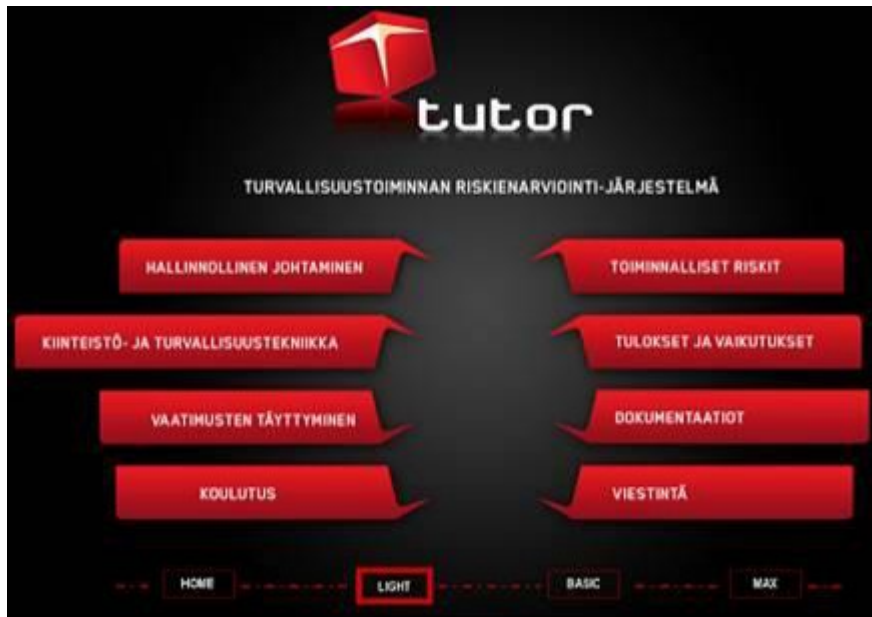 tutor
TURVALLISUUSTOIMINNAN RISKIENARVIOINTI-JÄRJESTELMÄ
HALLINNOLLINEN JOHTAMINEN
TOIMINNALLISET RISKIT
KIINTEISTÖ- JA TURVALLISUUSTEKNIIKKA
TULOKSET JA VAIKUTUKSET
VAATIMUSTEN TÄYTTYMINEN
DOKUMENTAATIOT
KOULUTUS
VIESTINTÄ
HOME
LIGHT
BASIC
MAX